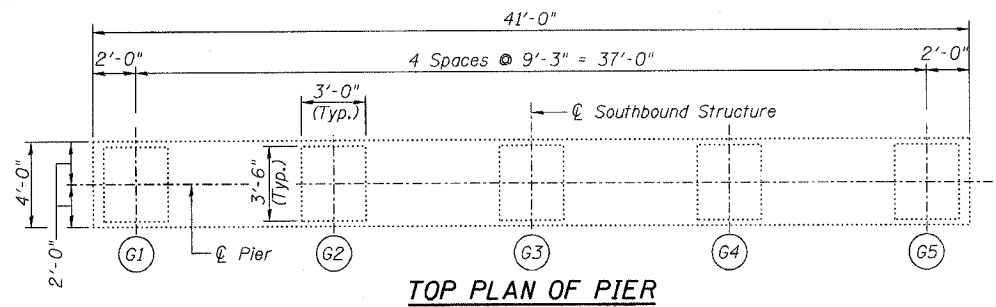 41'-0"
2'-0"
4 Spaces @ 9'-3" = 37'-0"
2'-0"
3'-0"
(Typ.)
℄ Southbound Structure
4'-0"
3'-6"
(Typ.)
2'-0"
G1
℄ Pier
G2
G3
G4
G5
TOP PLAN OF PIER